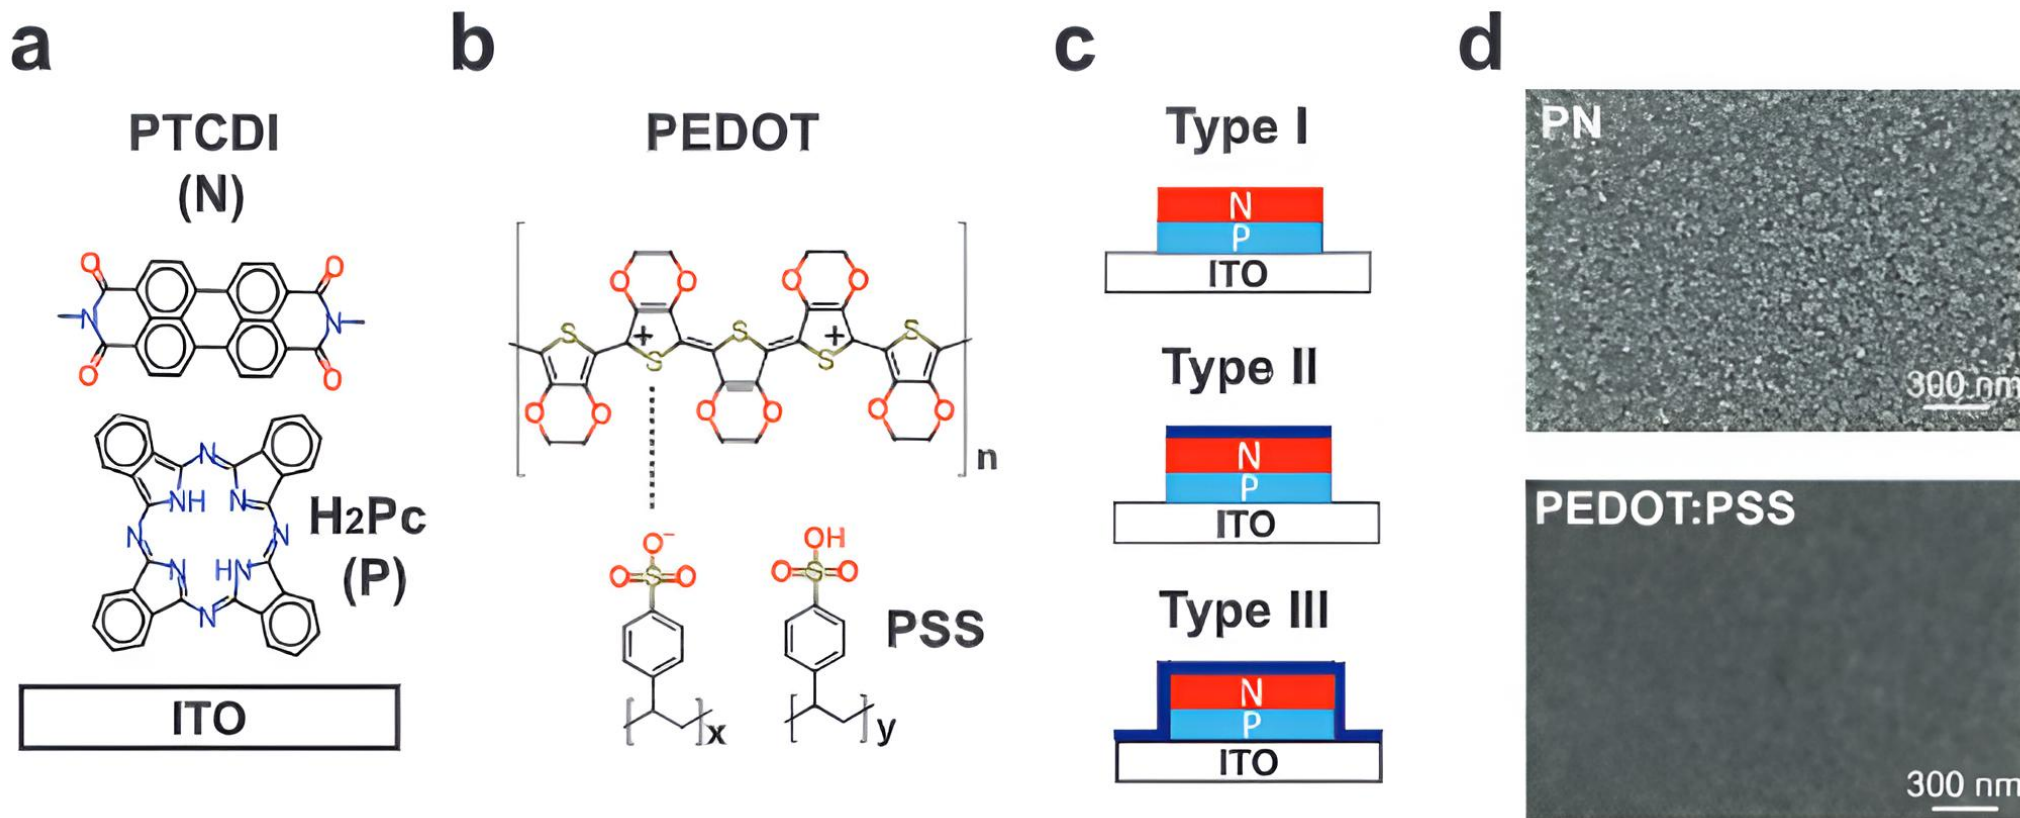 a
PTCDI
(N)
O
O
N
N
O
O
N
NH
N
N
N
N
HN
N
H2Pc
(P)
ITO
b
PEDOT
O
O
O
O
S
+
S
S
+
S
S
O
O
O
O
O
O
n
O⁻
O
S
O
OH
O
S
O
PSS
x
y
c
Type I
N
P
ITO
Type II
N
P
ITO
Type III
N
P
ITO
d
PN
300 nm
PEDOT:PSS
300 nm